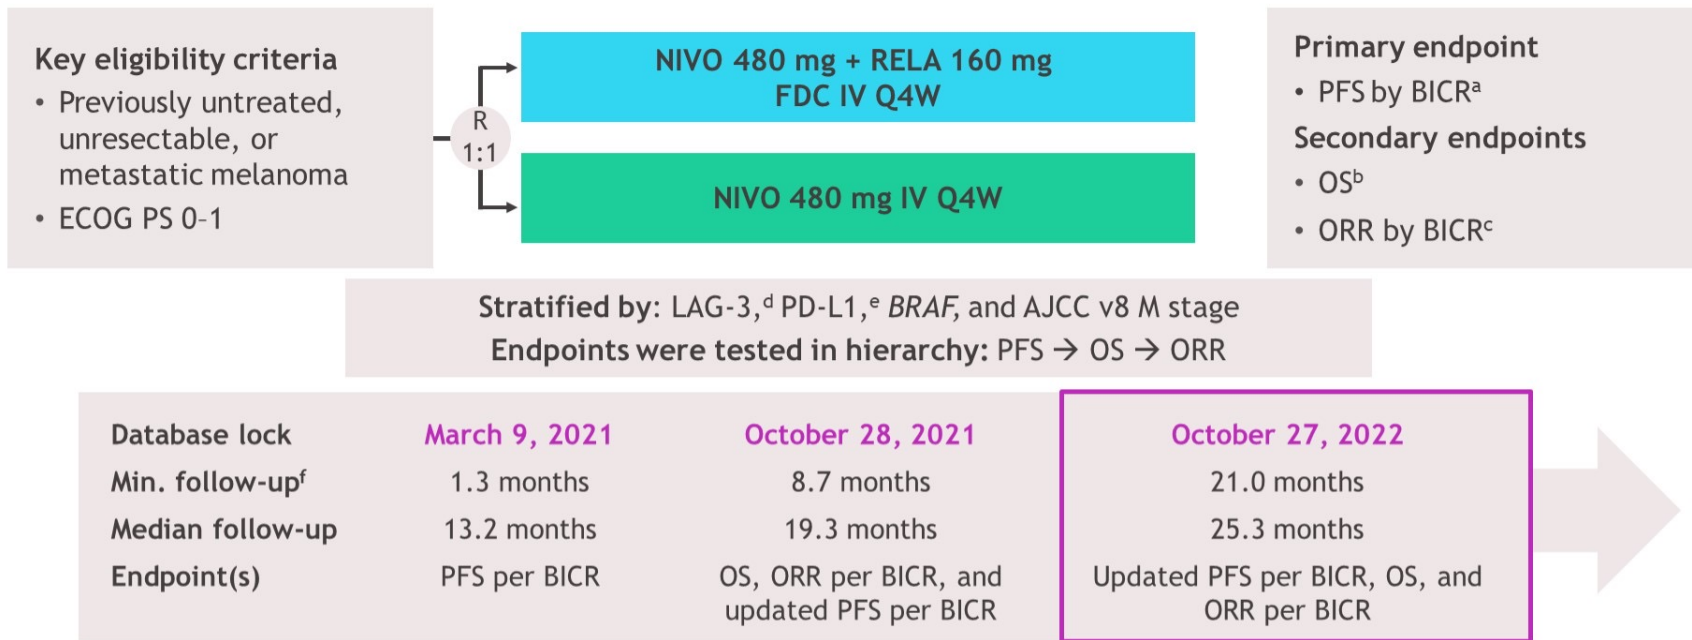 Key eligibility criteria
• Previously untreated,
unresectable, or
metastatic melanoma
• ECOG PS 0–1
R
1:1
NIVO 480 mg + RELA 160 mg
FDC IV Q4W
NIVO 480 mg IV Q4W
Primary endpoint
• PFS by BICRᵃ
Secondary endpoints
• OSᵇ
• ORR by BICRᶜ
Stratified by: LAG-3,ᵈ PD-L1,ᵉ BRAF, and AJCC v8 M stage
Endpoints were tested in hierarchy: PFS → OS → ORR
Database lock March 9, 2021 October 28, 2021 October 27, 2022
Min. follow-upᶠ 1.3 months 8.7 months 21.0 months
Median follow-up 13.2 months 19.3 months 25.3 months
Endpoint(s) PFS per BICR OS, ORR per BICR, and Updated PFS per BICR, OS, and
updated PFS per BICR ORR per BICR